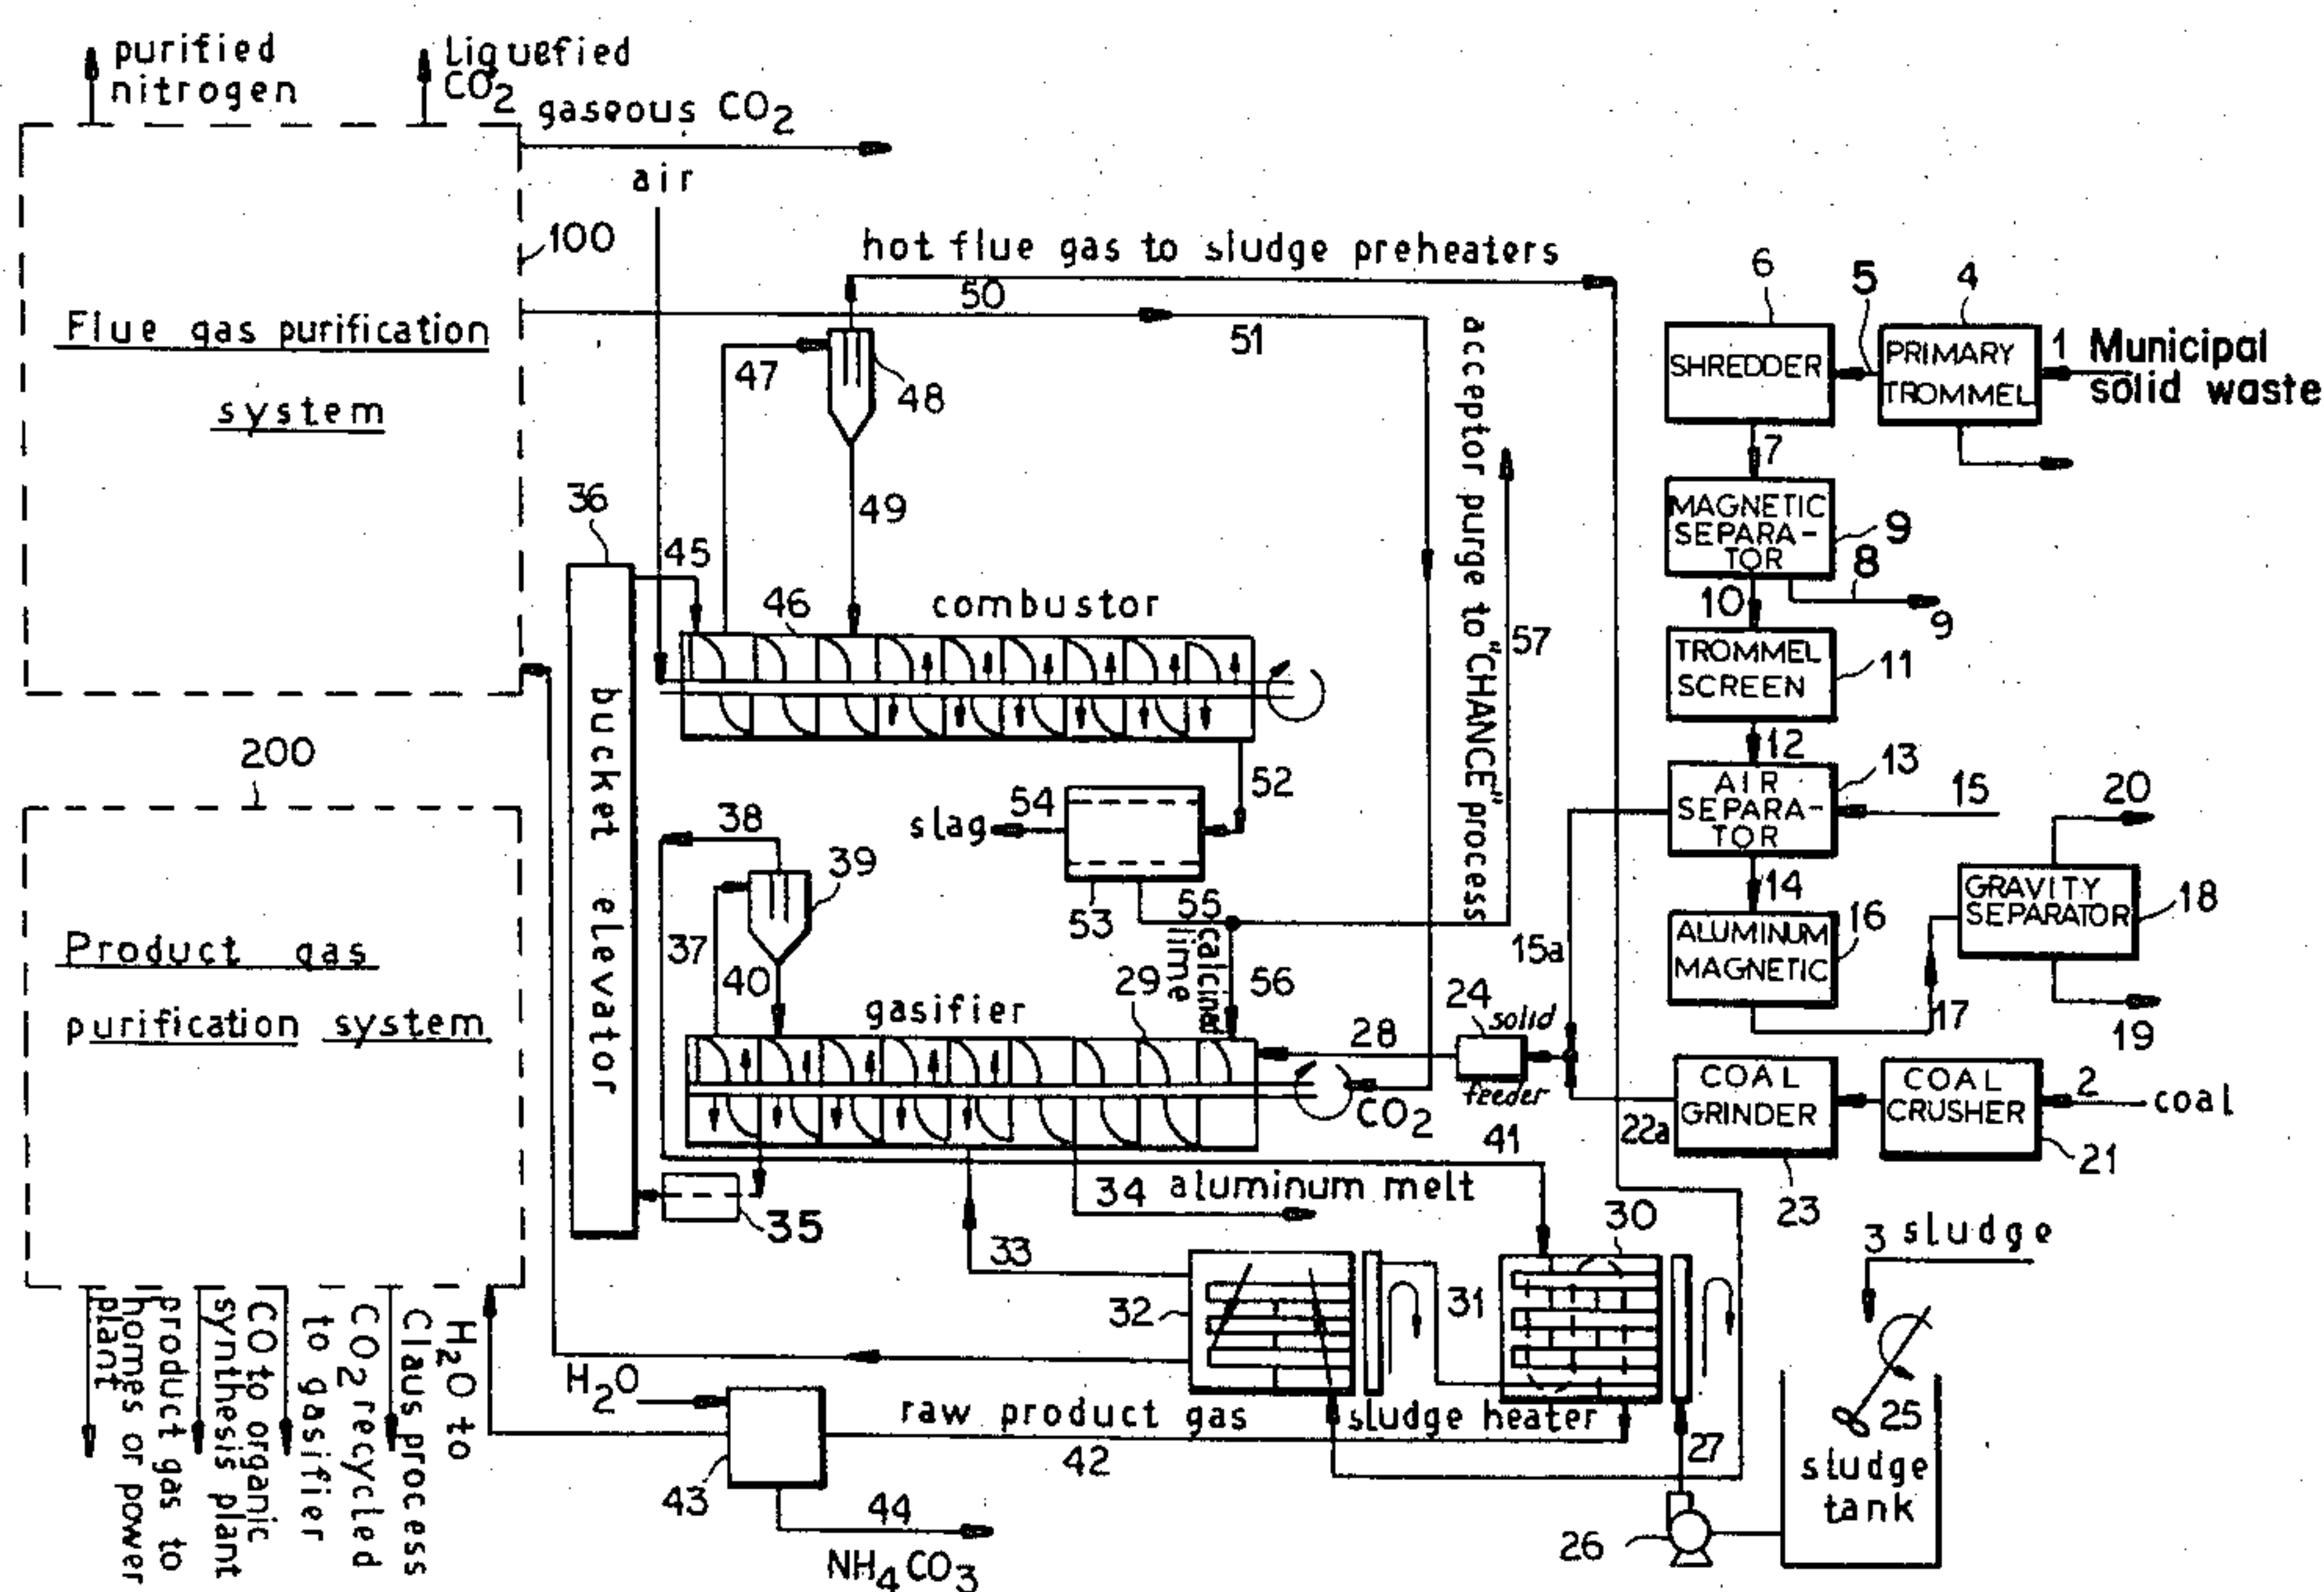 purified
nitrogen
Liquefied
CO2
gaseous CO2
air
100
hot flue gas to sludge preheaters
50
51
Flue gas purification
system
47
48
49
36
45
46
combustor
bucket elevator
acceptor purge to "CHANCE" process
57
6
5
4
SHREDDER
PRIMARY
TROMMEL
1 Municipal
solid waste
7
MAGNETIC
SEPARA-
TOR
9
8
10
9
TROMMEL
SCREEN
11
12
13
AIR
SEPARA-
TOR
15
20
14
16
GRAVITY
SEPARATOR
18
ALUMINUM
MAGNETIC
15a
17
19
200
52
54
slag
53
55
calcinal
lime
56
38
39
37
40
Product gas
purification system
gasifier
29
28
24
solid
feeder
CO2
COAL
GRINDER
COAL
CRUSHER
2
coal
22a
21
23
41
34 aluminum melt
35
33
30
3 sludge
32
31
H2O
raw product gas
sludge heater
42
43
44
NH4CO3
27
26
25
sludge
tank
H2O to
Claus process
CO2 recycled
to gasifier
CO to organic
synthesis plant
product gas to
homes or power
plant